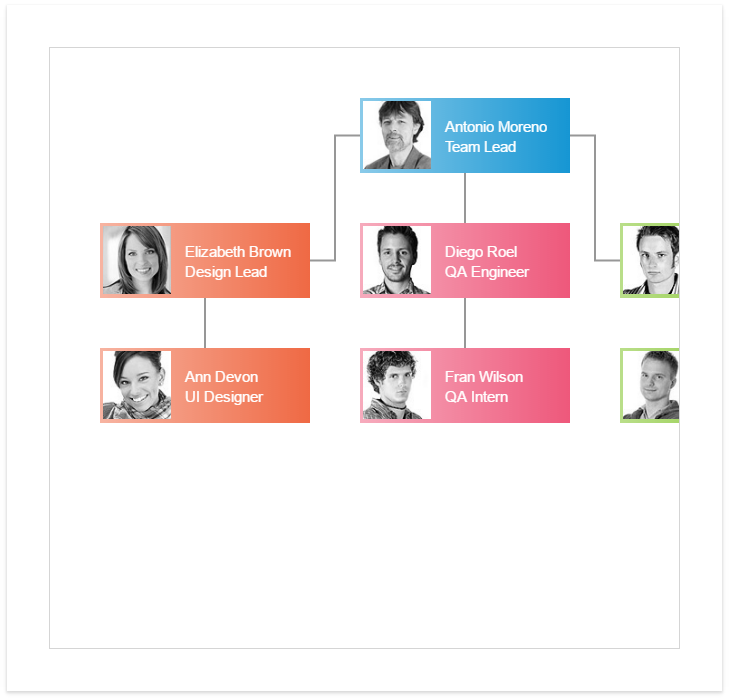 Antonio Moreno
Team Lead
Elizabeth Brown
Design Lead
Diego Roel
QA Engineer
Ann Devon
UI Designer
Fran Wilson
QA Intern